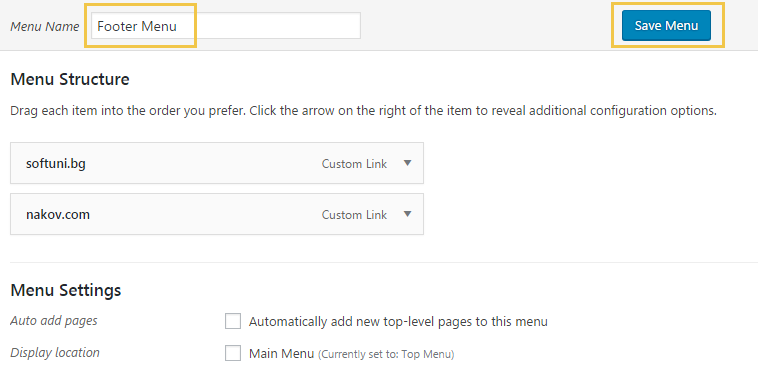 Menu Name Footer Menu Save Menu
Menu Structure
Drag each item into the order you prefer. Click the arrow on the right of the item to reveal additional configuration options.
softuni.bg Custom Link
nakov.com Custom Link
Menu Settings
Auto add pages Automatically add new top-level pages to this menu
Display location Main Menu (Currently set to: Top Menu)